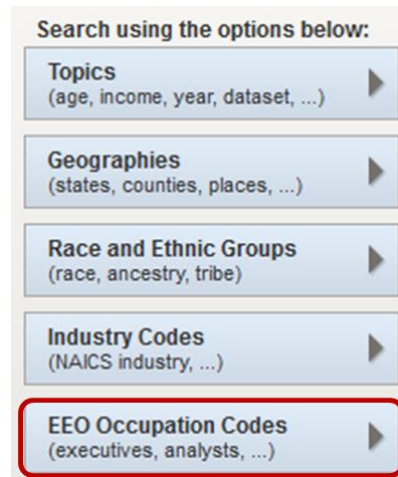 Search using the options below:
Topics
(age, income, year, dataset, ...)
Geographies
(states, counties, places, ...)
Race and Ethnic Groups
(race, ancestry, tribe)
Industry Codes
(NAICS industry, ...)
EEO Occupation Codes
(executives, analysts, ...)